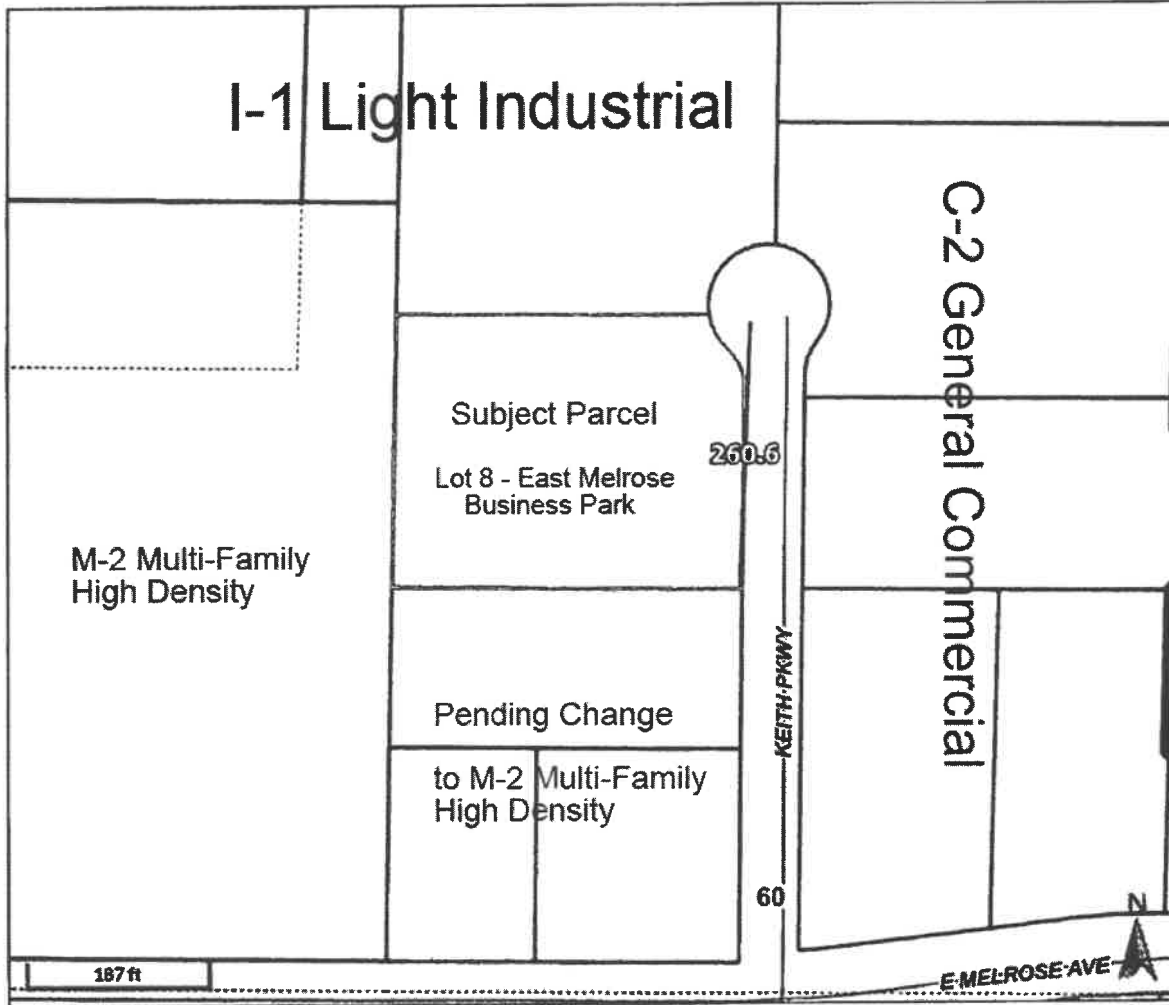 I-1 Light Industrial
C-2 General Commercial
Subject Parcel
260.6
Lot 8 - East Melrose
Business Park
M-2 Multi-Family
High Density
KEITH PKWY
Pending Change
to M-2 Multi-Family
High Density
60
N
187 ft
E MELROSE AVE